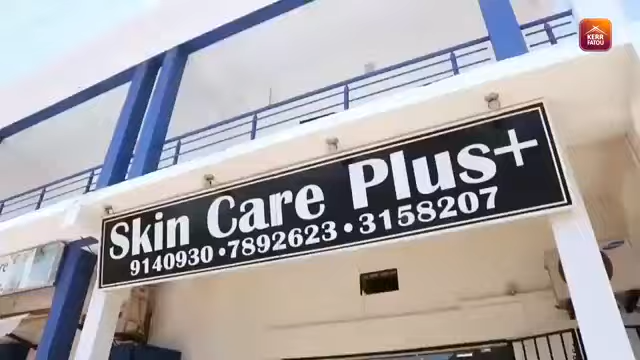 KERR
FATOU
Skin Care Plus+
9140930 • 7892623 • 3158207